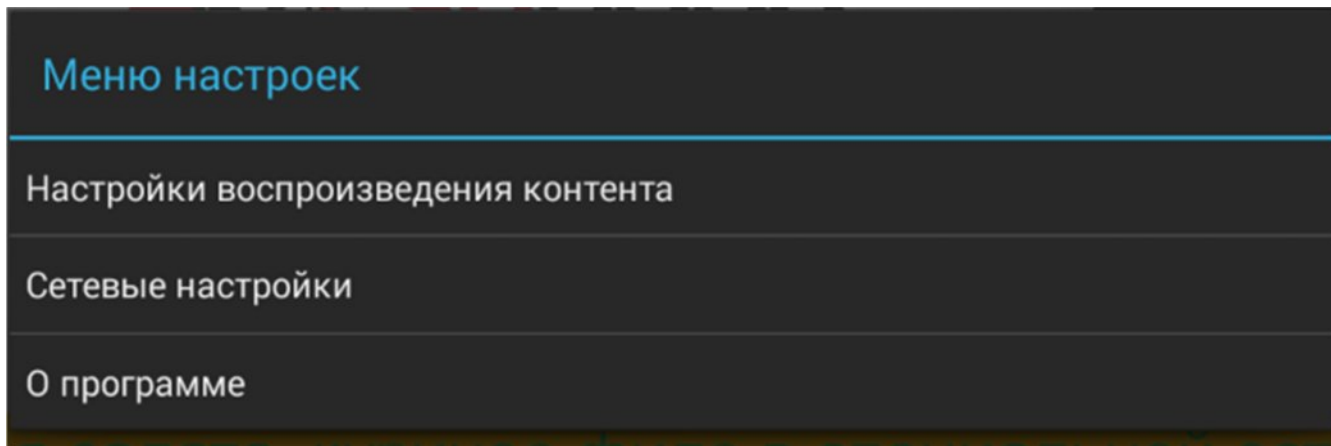 Меню настроек
Настройки воспроизведения контента
Сетевые настройки
О программе